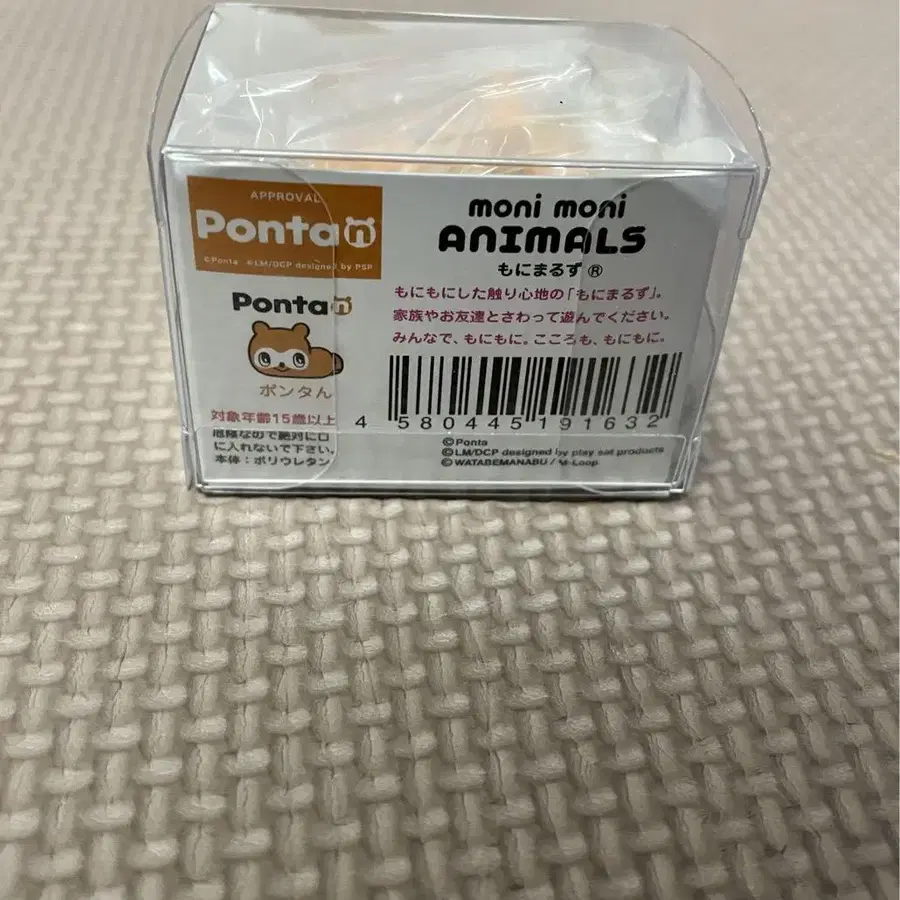 APPROVAL
Pontan
©Ponta ©LM/DCP designed by PSP
Pontan
ポンタん
対象年齢15歳以上
危険なので絶対に口
に入れないで下さい。
本体：ポリウレタン
moni moni
ANIMALS
もにまるず®
もにもにした触り心地の「もにまるず」。
家族やお友達とさわって遊んでください。
みんなで、もにもに。こころも、もにもに。
4 580445 191632
©Ponta
©LM/DCP designed by play set products
©WATABEMANABU / M-Loop